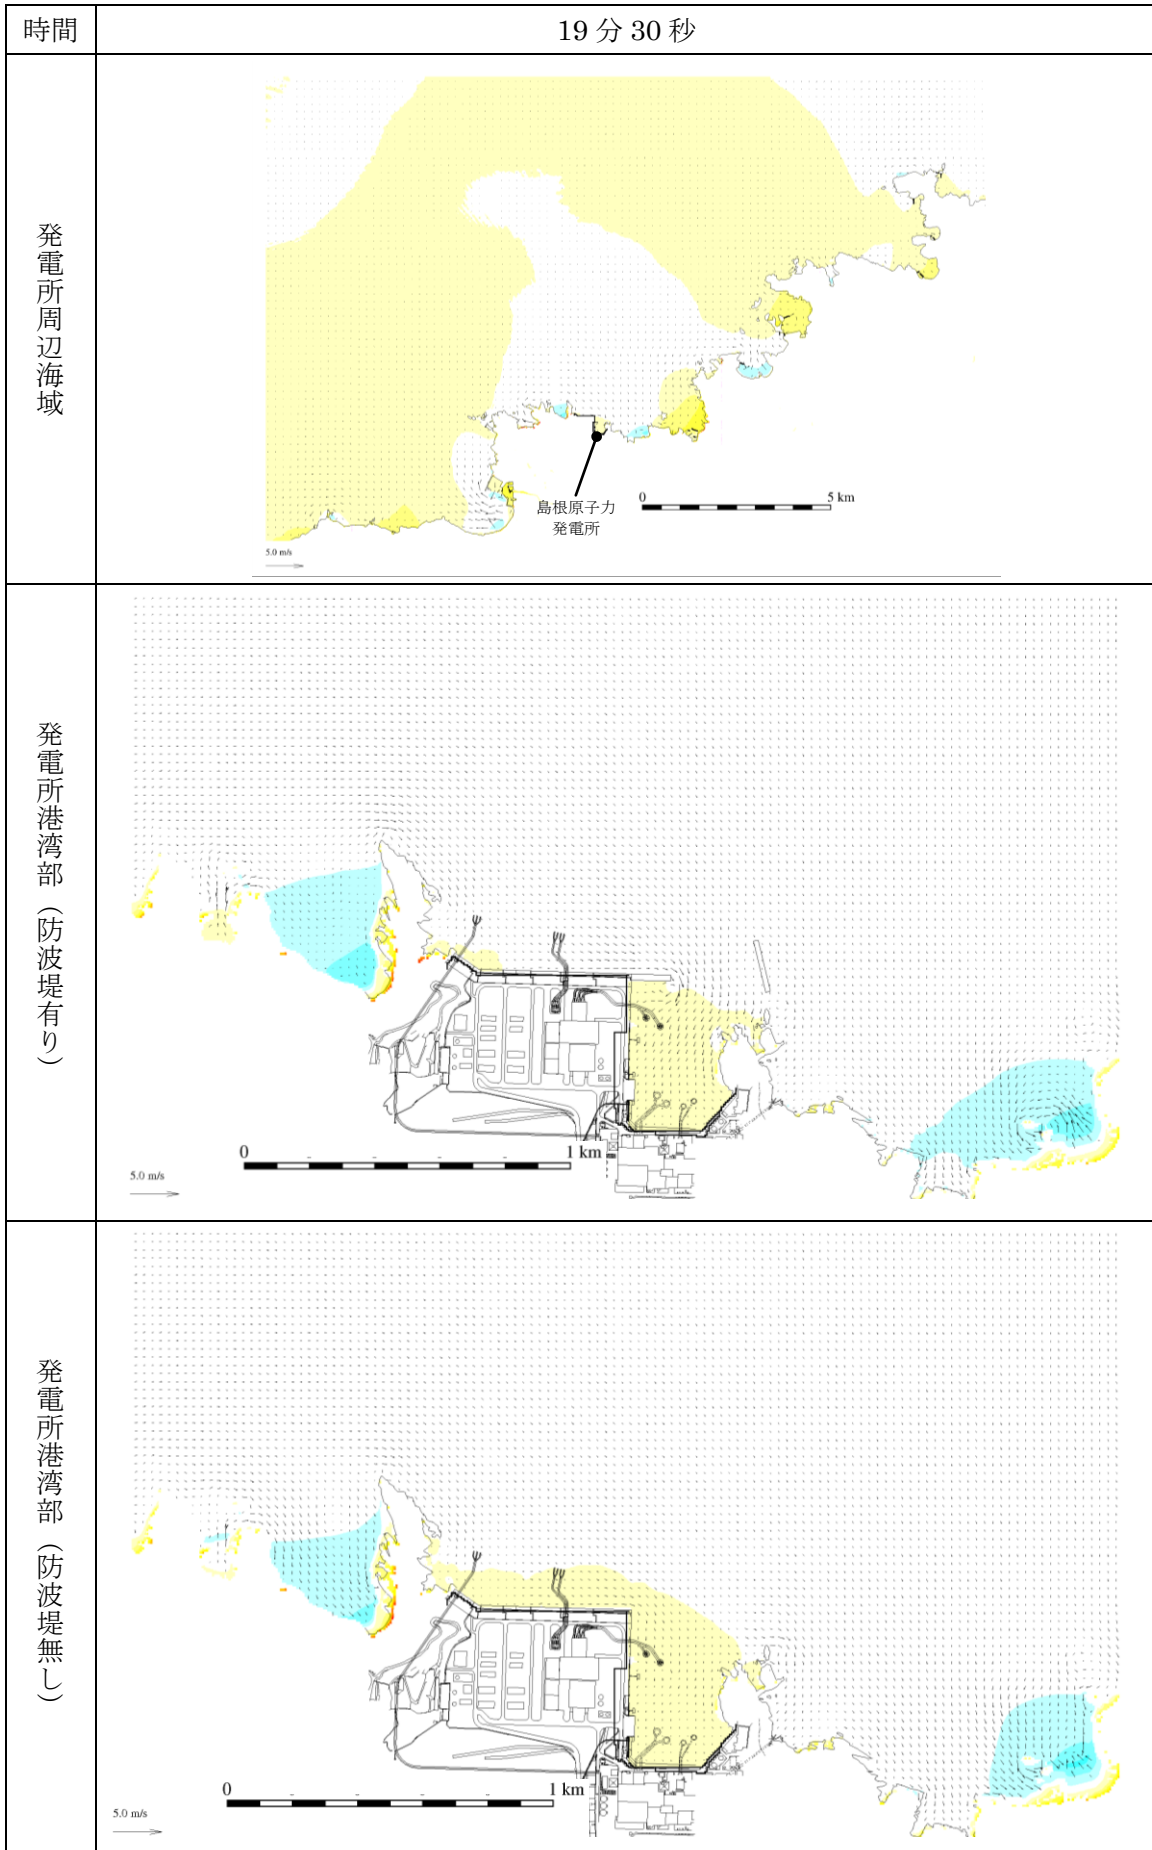 時間
19分30秒
発電所周辺海域
島根原子力
発電所
0
5 km
5.0 m/s
発電所港湾部（防波堤有り）
0
1 km
5.0 m/s
発電所港湾部（防波堤無し）
0
1 km
5.0 m/s